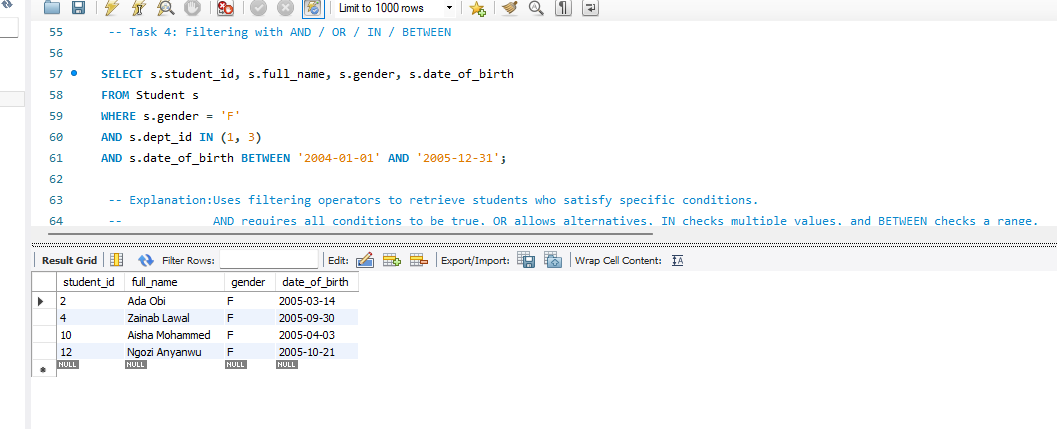 Limit to 1000 rows
55 -- Task 4: Filtering with AND / OR / IN / BETWEEN
56
57 SELECT s.student_id, s.full_name, s.gender, s.date_of_birth
58 FROM Student s
59 WHERE s.gender = 'F'
60 AND s.dept_id IN (1, 3)
61 AND s.date_of_birth BETWEEN '2004-01-01' AND '2005-12-31';
62
63 -- Explanation:Uses filtering operators to retrieve students who satisfy specific conditions.
64 -- AND requires all conditions to be true, OR allows alternatives, IN checks multiple values, and BETWEEN checks a range.
Result Grid Filter Rows: Edit: Export/Import: Wrap Cell Content:
student_id full_name gender date_of_birth
2 Ada Obi F 2005-03-14
4 Zainab Lawal F 2005-09-30
10 Aisha Mohammed F 2005-04-03
12 Ngozi Anyanwu F 2005-10-21
NULL NULL NULL NULL